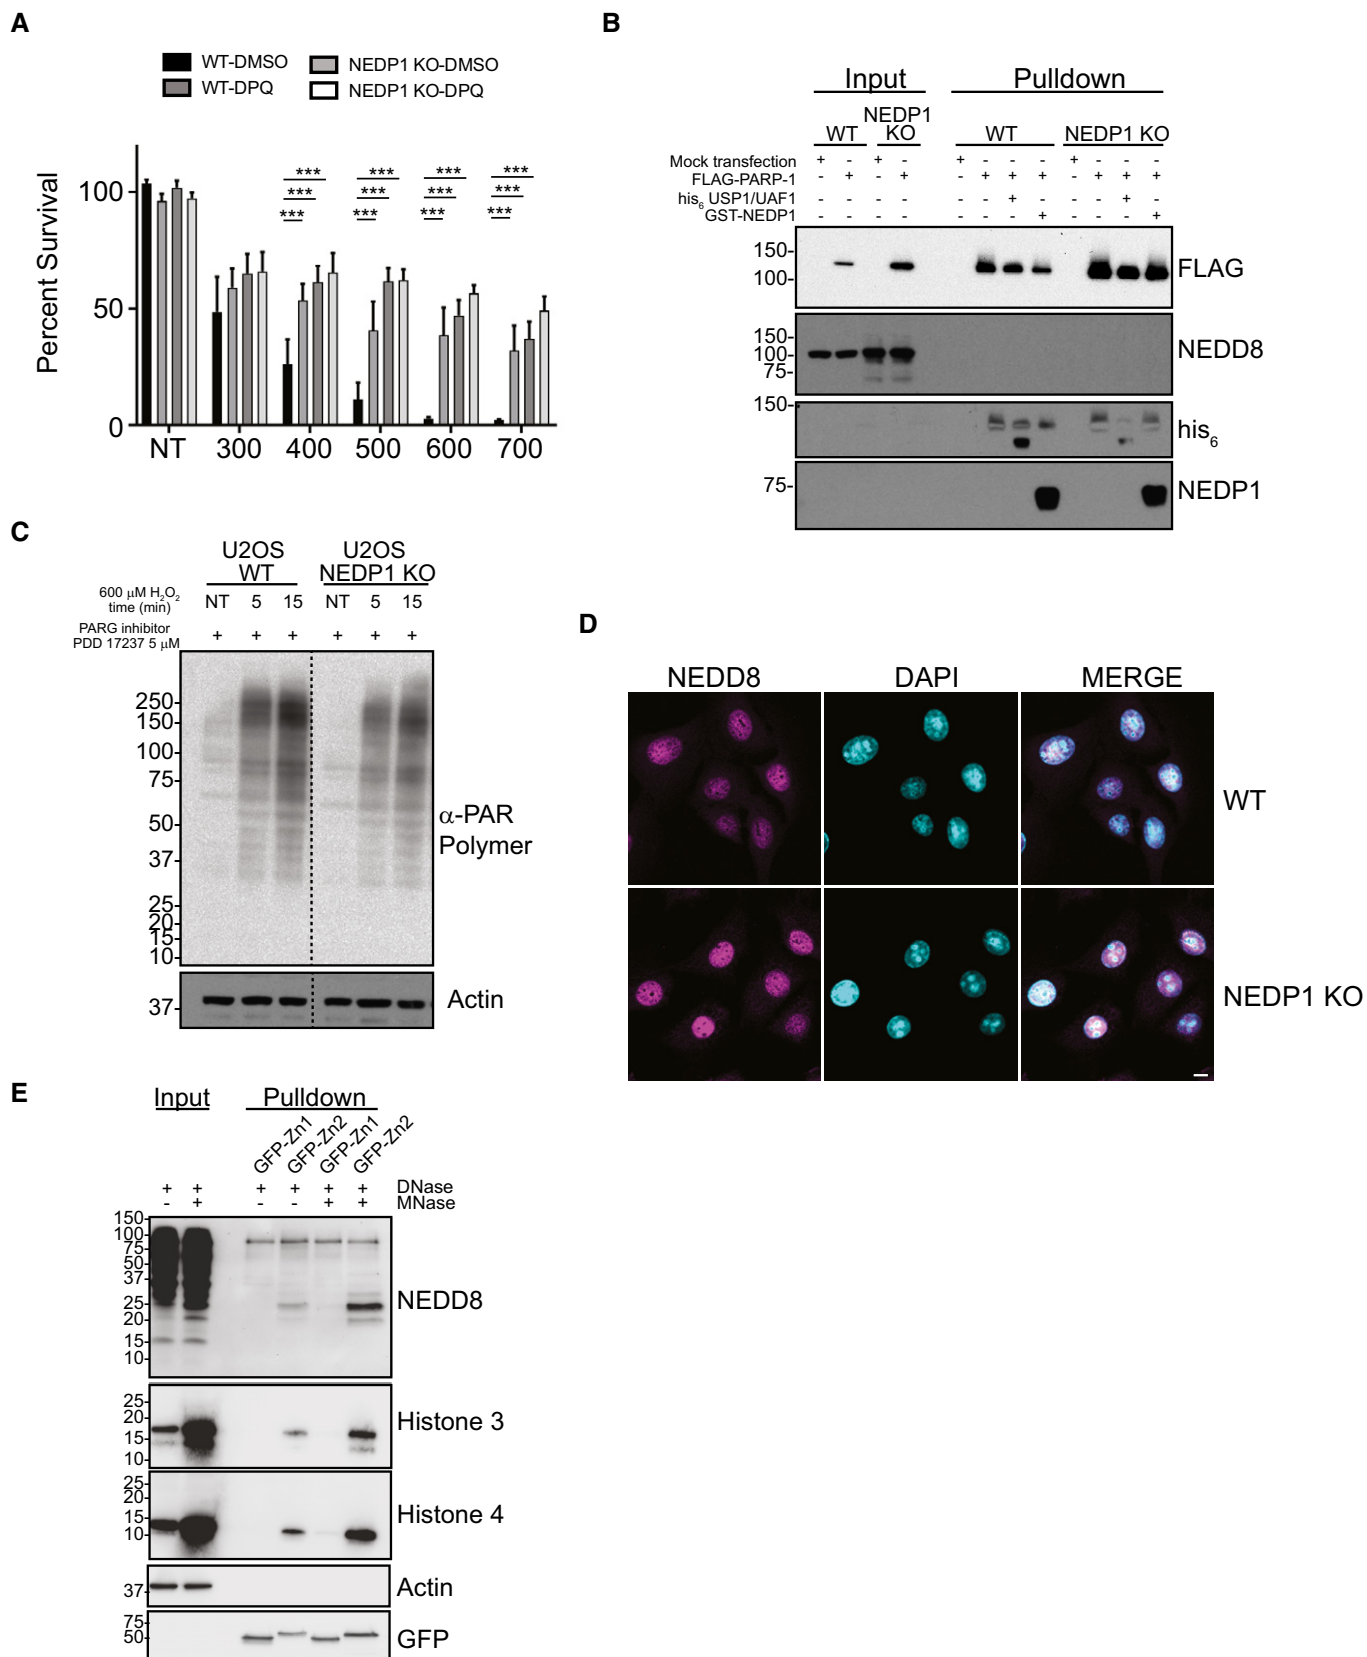 A
WT-DMSO
NEDP1 KO-DMSO
WT-DPQ
NEDP1 KO-DPQ
Percent Survival
100
50
0
*** *** *** ***
*** *** *** ***
*** *** *** ***
NT 300 400 500 600 700
B
Input Pulldown
WT NEDP1 KO WT NEDP1 KO
Mock transfection + - + - + - - - + - - -
FLAG-PARP-1 - + - + - + + + - + + +
his6 USP1/UAF1 - - - - - - + - - - + -
GST-NEDP1 - - - - - - - + - - - +
150-
100-
FLAG
150-
100-
75-
NEDD8
150-
his6
75-
NEDP1
C
U2OS WT
U2OS NEDP1 KO
600 µM H2O2
time (min)
NT 5 15 NT 5 15
PARG inhibitor
PDD 17237 5 µM
+ + + + + +
250-
150-
100-
75-
50-
37-
25-
20-
15-
10-
α-PAR
Polymer
37-
Actin
D
NEDD8 DAPI MERGE
WT
NEDP1 KO
E
Input Pulldown
GFP-Zn1 GFP-Zn2 GFP-Zn1 GFP-Zn2
+ + + + + + DNase
- + - - + + MNase
150-
100-
75-
50-
37-
25-
20-
15-
10-
NEDD8
25-
20-
15-
10-
Histone 3
25-
20-
15-
10-
Histone 4
37-
Actin
75-
50-
GFP